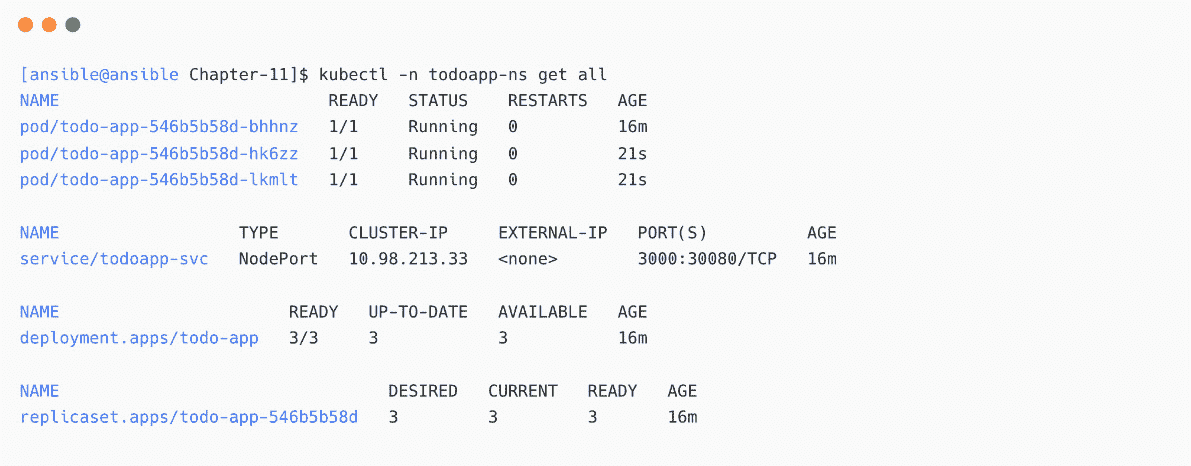 [ansible@ansible Chapter-11]$ kubectl -n todoapp-ns get all
NAME READY STATUS RESTARTS AGE
pod/todo-app-546b5b58d-bhhnz 1/1 Running 0 16m
pod/todo-app-546b5b58d-hk6zz 1/1 Running 0 21s
pod/todo-app-546b5b58d-lkmlt 1/1 Running 0 21s
NAME TYPE CLUSTER-IP EXTERNAL-IP PORT(S) AGE
service/todoapp-svc NodePort 10.98.213.33 <none> 3000:30080/TCP 16m
NAME READY UP-TO-DATE AVAILABLE AGE
deployment.apps/todo-app 3/3 3 3 16m
NAME DESIRED CURRENT READY AGE
replicaset.apps/todo-app-546b5b58d 3 3 3 16m